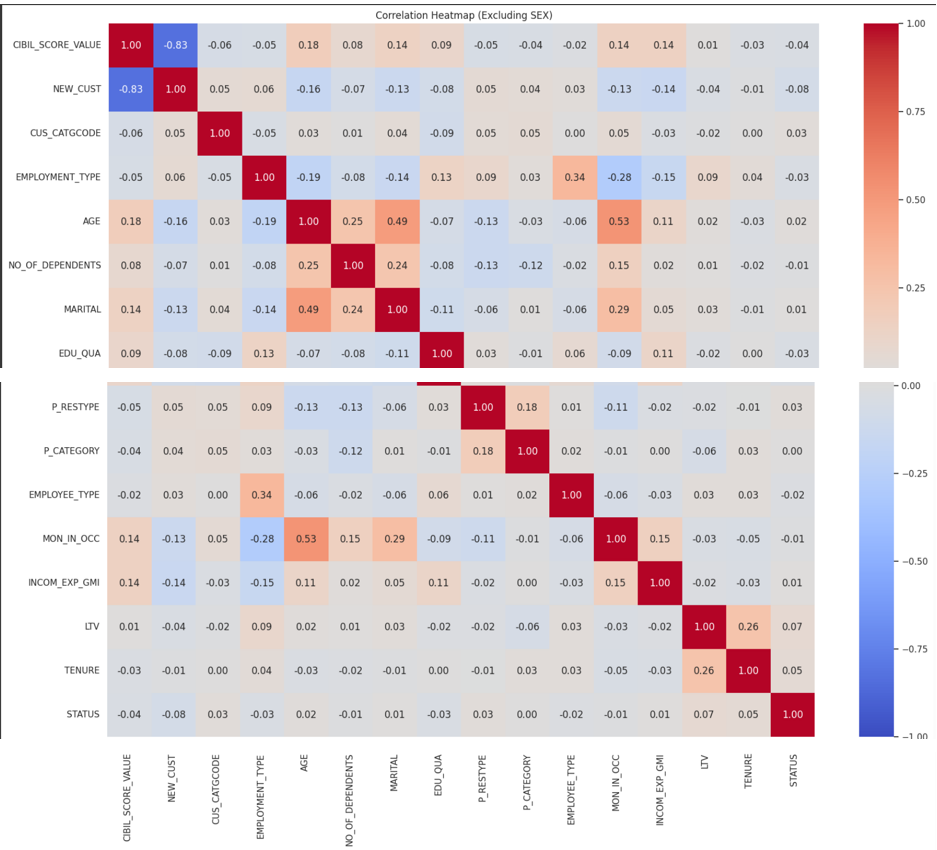 Correlation Heatmap (Excluding SEX)
CIBIL_SCORE_VALUE 1.00 -0.83 -0.06 -0.05 0.18 0.08 0.14 0.09 -0.05 -0.04 -0.02 0.14 0.14 0.01 -0.03 -0.04
NEW_CUST -0.83 1.00 0.05 0.06 -0.16 -0.07 -0.13 -0.08 0.05 0.04 0.03 -0.13 -0.14 -0.04 -0.01 -0.08
CUS_CATGCODE -0.06 0.05 1.00 -0.05 0.03 0.01 0.04 -0.09 0.05 0.05 0.00 0.05 -0.03 -0.02 0.00 0.03
EMPLOYMENT_TYPE -0.05 0.06 -0.05 1.00 -0.19 -0.08 -0.14 0.13 0.09 0.03 0.34 -0.28 -0.15 0.09 0.04 -0.03
AGE 0.18 -0.16 0.03 -0.19 1.00 0.25 0.49 -0.07 -0.13 -0.03 -0.06 0.53 0.11 0.02 -0.03 0.02
NO_OF_DEPENDENTS 0.08 -0.07 0.01 -0.08 0.25 1.00 0.24 -0.08 -0.13 -0.12 -0.02 0.15 0.02 0.01 -0.02 -0.01
MARITAL 0.14 -0.13 0.04 -0.14 0.49 0.24 1.00 -0.11 -0.06 0.01 -0.06 0.29 0.05 0.03 -0.01 0.01
EDU_QUA 0.09 -0.08 -0.09 0.13 -0.07 -0.08 -0.11 1.00 0.03 -0.01 0.06 -0.09 0.11 -0.02 0.00 -0.03
1.00
0.75
0.50
0.25
P_RESTYPE -0.05 0.05 0.05 0.09 -0.13 -0.13 -0.06 0.03 1.00 0.18 0.01 -0.11 -0.02 -0.02 -0.01 0.03
P_CATEGORY -0.04 0.04 0.05 0.03 -0.03 -0.12 0.01 -0.01 0.18 1.00 0.02 -0.01 0.00 -0.06 0.03 0.00
EMPLOYEE_TYPE -0.02 0.03 0.00 0.34 -0.06 -0.02 -0.06 0.06 0.01 0.02 1.00 -0.06 -0.03 0.03 0.03 -0.02
MON_IN_OCC 0.14 -0.13 0.05 -0.28 0.53 0.15 0.29 -0.09 -0.11 -0.01 -0.06 1.00 0.15 -0.03 -0.05 -0.01
INCOM_EXP_GMI 0.14 -0.14 -0.03 -0.15 0.11 0.02 0.05 0.11 -0.02 0.00 -0.03 0.15 1.00 -0.02 -0.03 0.01
LTV 0.01 -0.04 -0.02 0.09 0.02 0.01 0.03 -0.02 -0.02 -0.06 0.03 -0.03 -0.02 1.00 0.26 0.07
TENURE -0.03 -0.01 0.00 0.04 -0.03 -0.02 -0.01 0.00 -0.01 0.03 0.03 -0.05 -0.03 0.26 1.00 0.05
STATUS -0.04 -0.08 0.03 -0.03 0.02 -0.01 0.01 -0.03 0.03 0.00 -0.02 -0.01 0.01 0.07 0.05 1.00
0.00
−0.25
−0.50
−0.75
−1.00
CIBIL_SCORE_VALUE
NEW_CUST
CUS_CATGCODE
EMPLOYMENT_TYPE
AGE
NO_OF_DEPENDENTS
MARITAL
EDU_QUA
P_RESTYPE
P_CATEGORY
EMPLOYEE_TYPE
MON_IN_OCC
INCOM_EXP_GMI
LTV
TENURE
STATUS